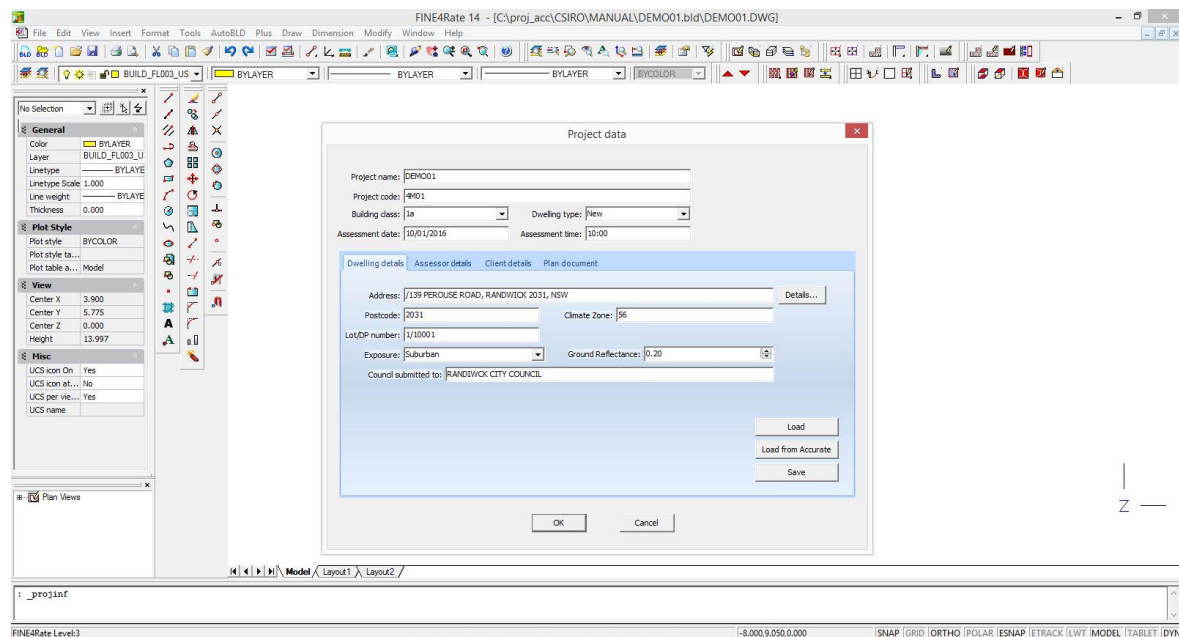 FINE4Rate 14 - [C:\proj_acc\CSIRO\MANUAL\DEMO01.bld\DEMO01.DWG]
File Edit View Insert Format Tools AutoBLD Plus Draw Dimension Modify Window Help
BLD BLD
BUILD_FL003_US BYLAYER BYLAYER BYLAYER BYCOLOR
No Selection
General
Color BYLAYER
Layer BUILD_FL003_U
Linetype BYLAYE
Linetype Scale 1.000
Line weight BYLAYE
Thickness 0.000
Plot Style
Plot style BYCOLOR
Plot style ta...
Plot table a... Model
View
Center X 3.900
Center Y 5.775
Center Z 0.000
Height 13.997
Misc
UCS icon On Yes
UCS icon at... No
UCS per vie... Yes
UCS name
Plan Views
Project data
Project name: DEMO01
Project code: 4M01
Building class: 1a Dwelling type: New
Assessment date: 10/01/2016 Assessment time: 10:00
Dwelling details Assessor details Client details Plan document
Address: /139 PEROUSE ROAD, RANDWICK 2031, NSW Details...
Postcode: 2031 Climate Zone: 56
Lot/DP number: 1/10001
Exposure: Suburban Ground Reflectance: 0.20
Council submitted to: RANDIWCK CITY COUNCIL
Load
Load from Accurate
Save
OK Cancel
Z
Model Layout1 Layout2
: _projinf
FINE4Rate Level:3 -8.000,9.050,0.000 SNAP GRID ORTHO POLAR ESNAP ETRACK LWT MODEL TABLET DYN